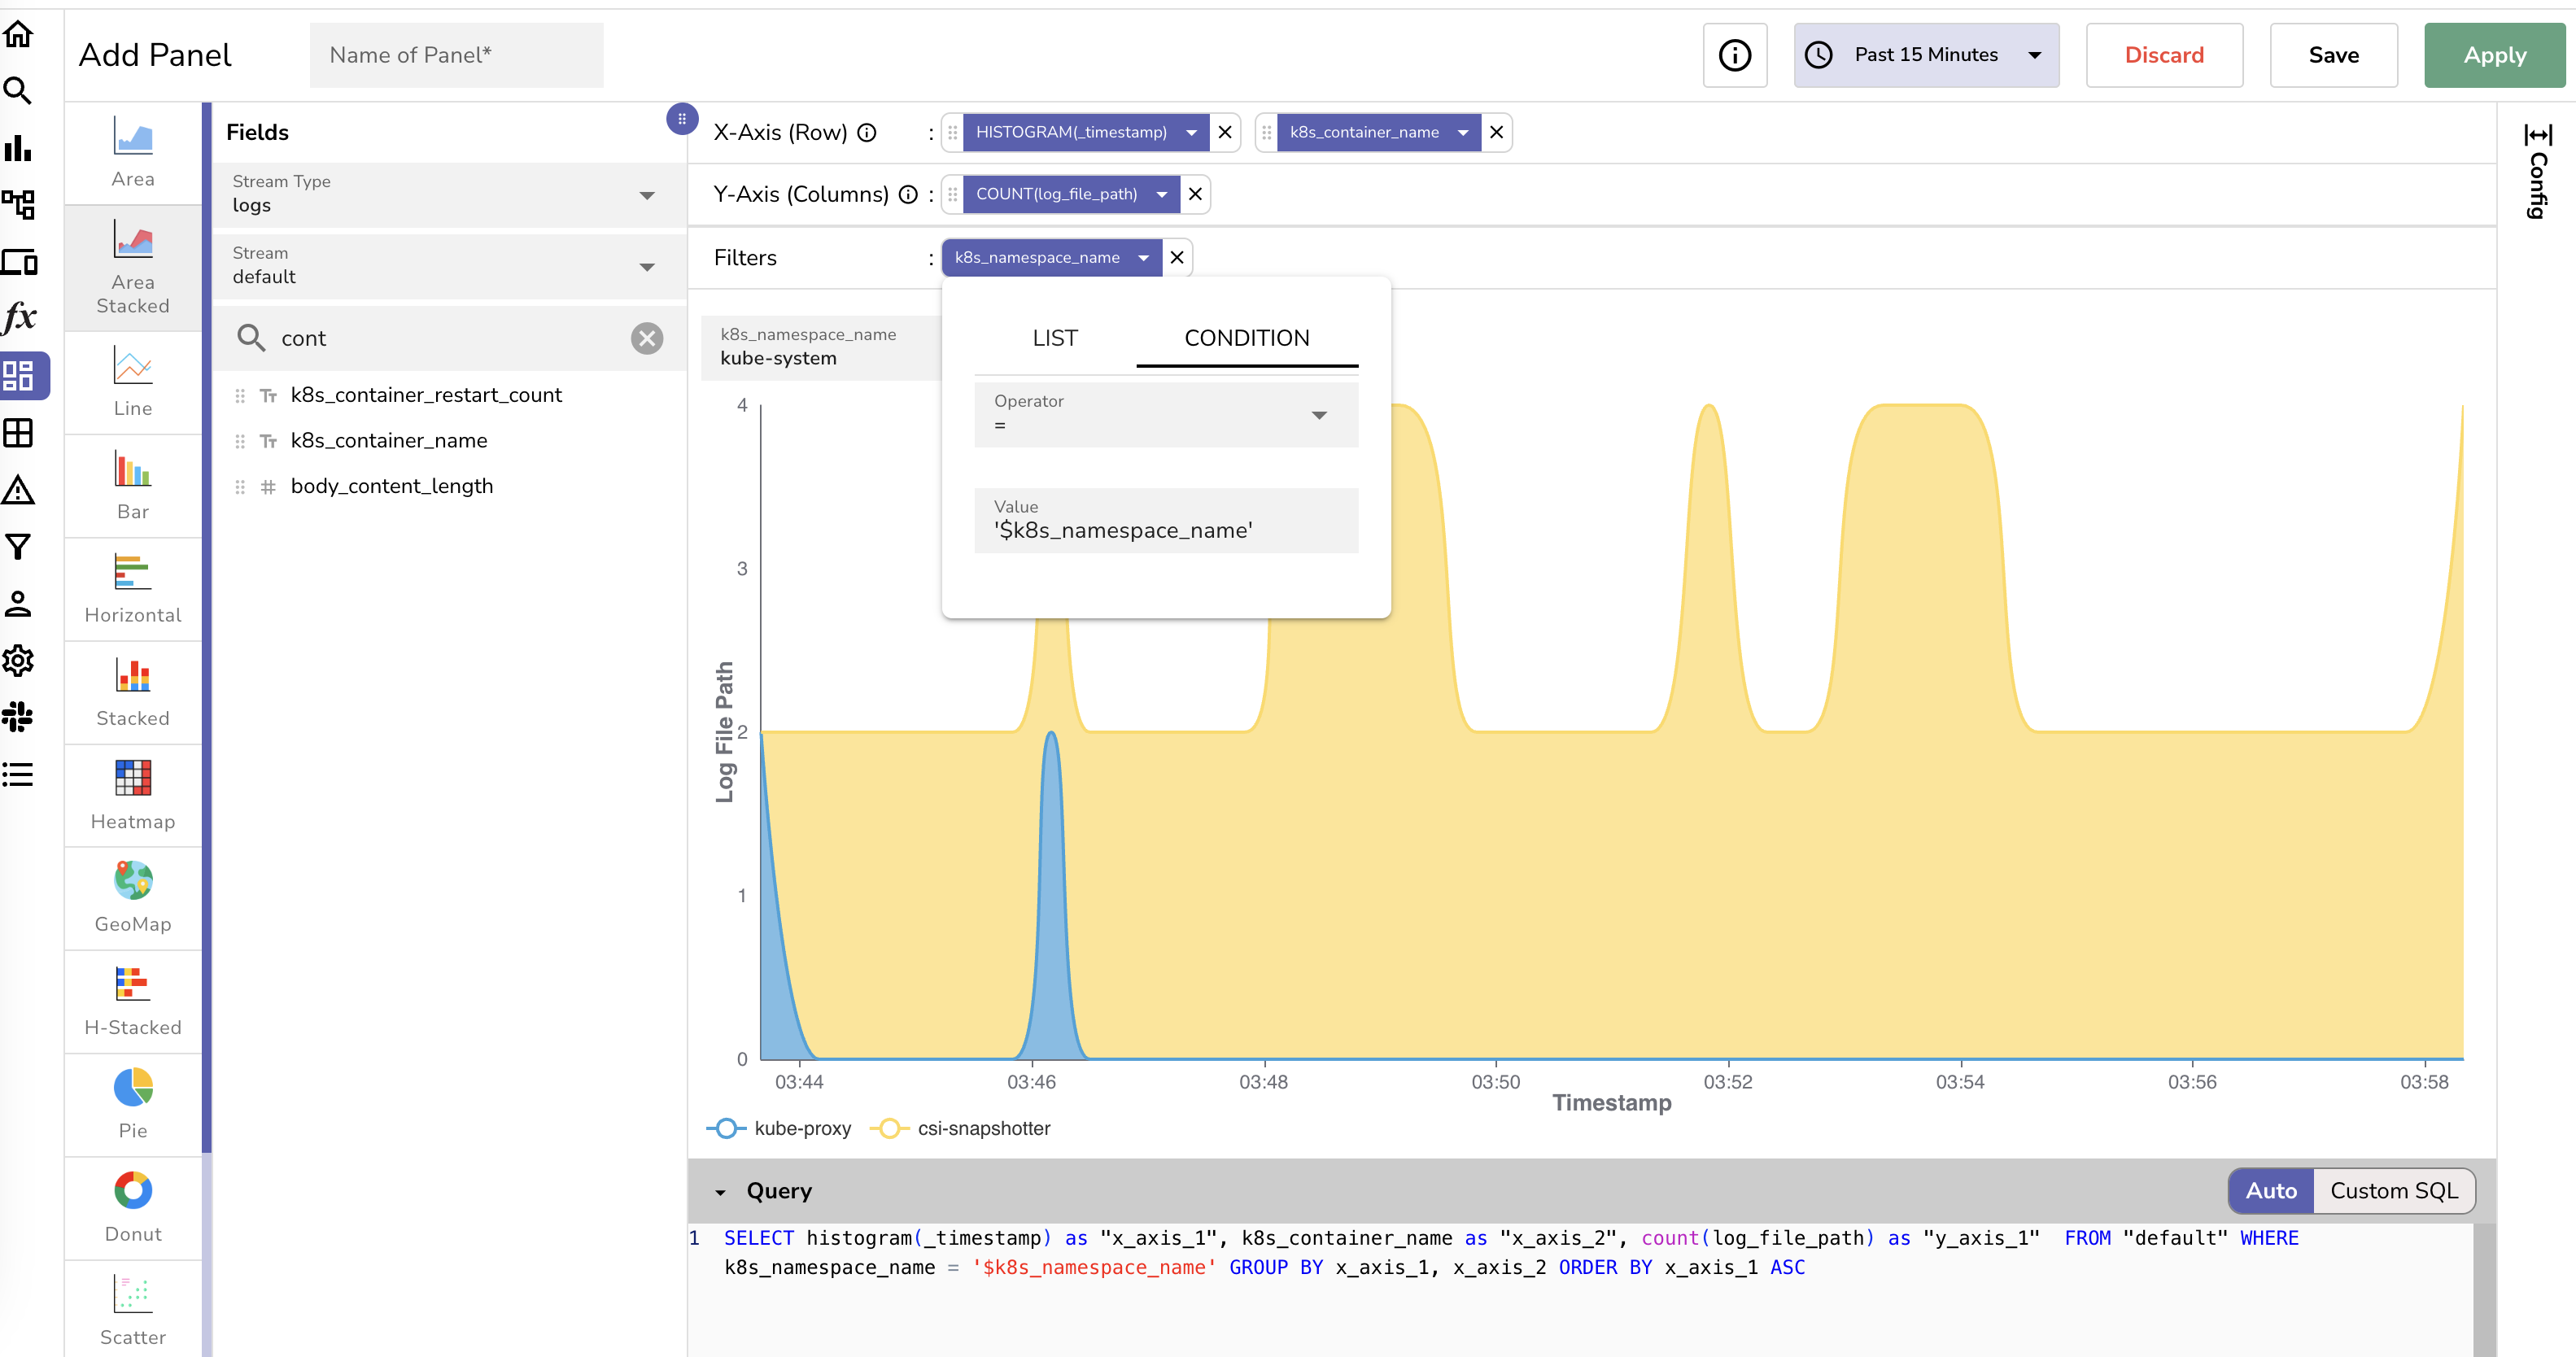 Add Panel
Name of Panel*
Past 15 Minutes
Discard
Save
Apply
Area
Area
Stacked
Line
Bar
Horizontal
Stacked
Heatmap
GeoMap
H-Stacked
Pie
Donut
Scatter
Fields
Stream Type
logs
Stream
default
cont
k8s_container_restart_count
k8s_container_name
body_content_length
X-Axis (Row) :
HISTOGRAM(_timestamp)
k8s_container_name
Y-Axis (Columns) :
COUNT(log_file_path)
Filters :
k8s_namespace_name
k8s_namespace_name
kube-system
LIST
CONDITION
Operator
=
Value
'$k8s_namespace_name'
4
3
2
1
0
Log File Path
03:44
03:46
03:48
03:50
03:52
03:54
03:56
03:58
Timestamp
kube-proxy
csi-snapshotter
Query
Auto
Custom SQL
1 SELECT histogram(_timestamp) as "x_axis_1", k8s_container_name as "x_axis_2", count(log_file_path) as "y_axis_1"  FROM "default" WHERE
k8s_namespace_name = '$k8s_namespace_name' GROUP BY x_axis_1, x_axis_2 ORDER BY x_axis_1 ASC
Config